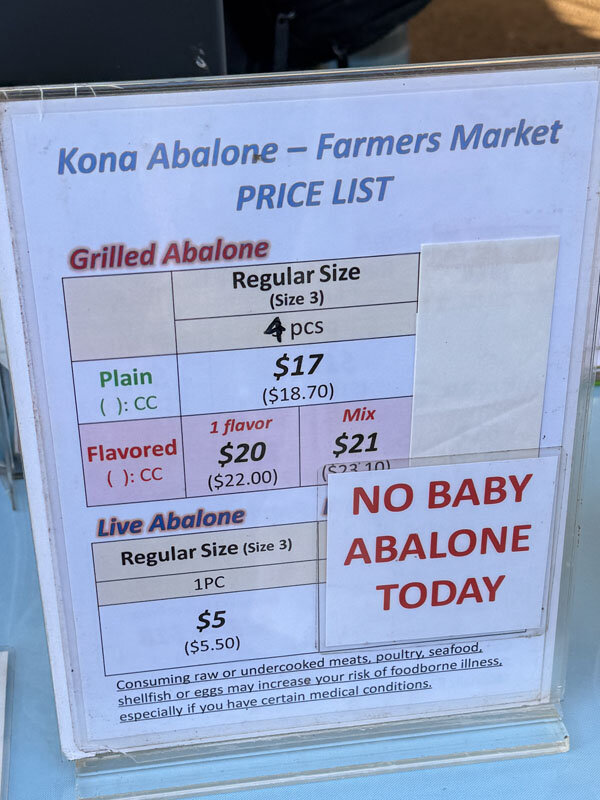 Kona Abalone – Farmers Market
PRICE LIST
Grilled Abalone
Regular Size
(Size 3)
4 pcs
Plain
( ): CC
$17
($18.70)
Flavored
( ): CC
1 flavor
$20
($22.00)
Mix
$21
($23.10)
Live Abalone
Regular Size (Size 3)
1PC
$5
($5.50)
NO BABY
ABALONE
TODAY
Consuming raw or undercooked meats, poultry, seafood,
shellfish or eggs may increase your risk of foodborne illness,
especially if you have certain medical conditions.